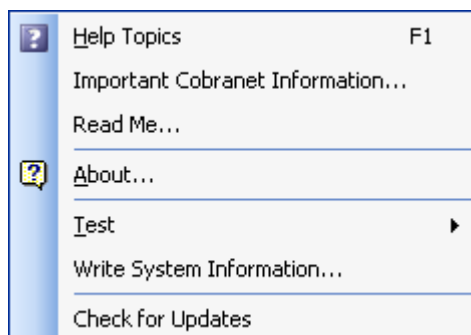 Help Topics F1
Important Cobranet Information...
Read Me...
About...
Test
Write System Information...
Check for Updates